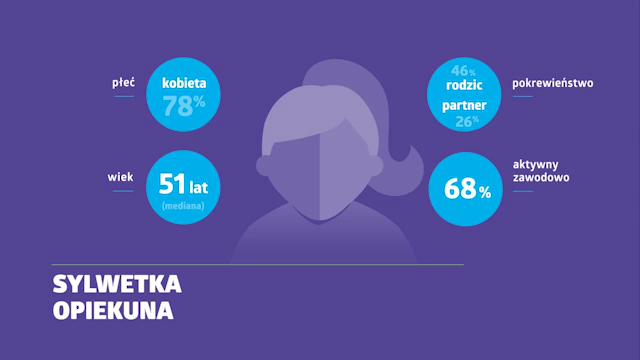 płeć
kobieta
78%
wiek
51 lat
(mediana)
46%
rodzic
partner
26%
pokrewieństwo
68%
aktywny
zawodowo
SYLWETKA
OPIEKUNA